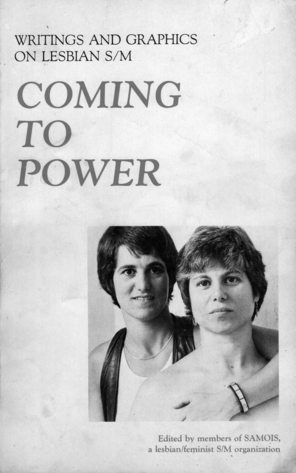 WRITINGS AND GRAPHICS
ON LESBIAN S/M
COMING
TO
POWER
Edited by members of SAMOIS,
a lesbian/feminist S/M organization